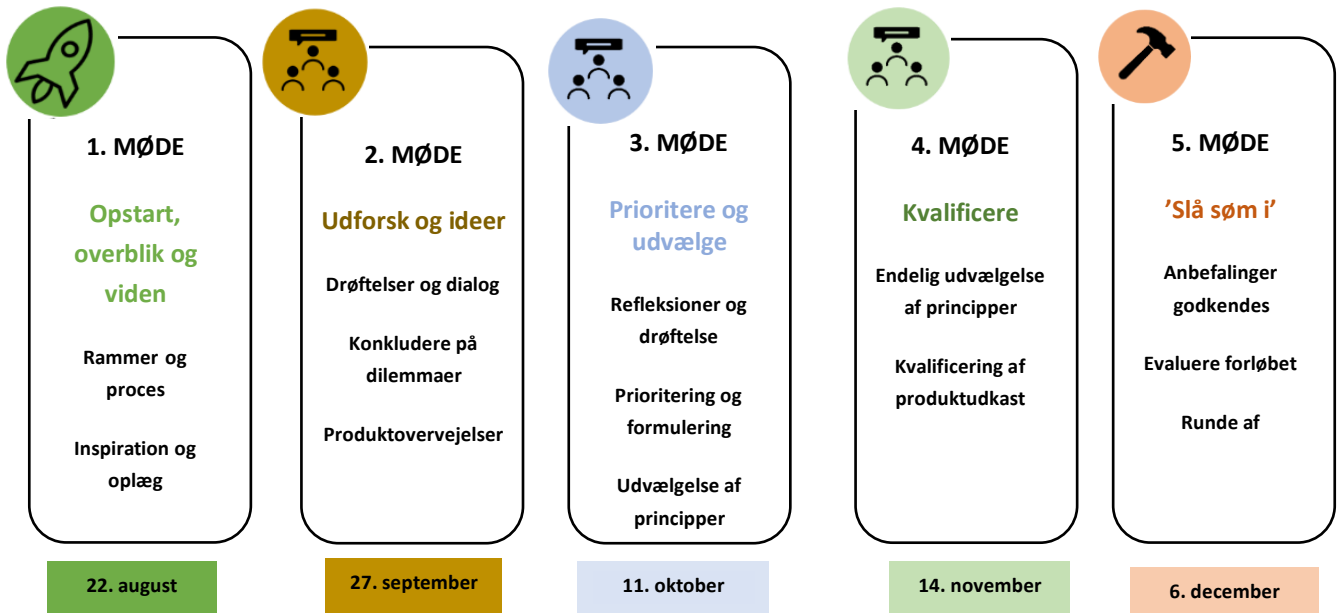 1. MØDE
Opstart,
overblik og
viden
Rammer og
proces
Inspiration og
oplæg
22. august
2. MØDE
Udforsk og ideer
Drøftelser og dialog
Konkludere på
dilemmaer
Produktovervejelser
27. september
3. MØDE
Prioritere og
udvælge
Refleksioner og
drøftelse
Prioritering og
formulering
Udvælgelse af
principper
11. oktober
4. MØDE
Kvalificere
Endelig udvælgelse
af principper
Kvalificering af
produktudkast
14. november
5. MØDE
’Slå søm i’
Anbefalinger
godkendes
Evaluere forløbet
Runde af
6. december